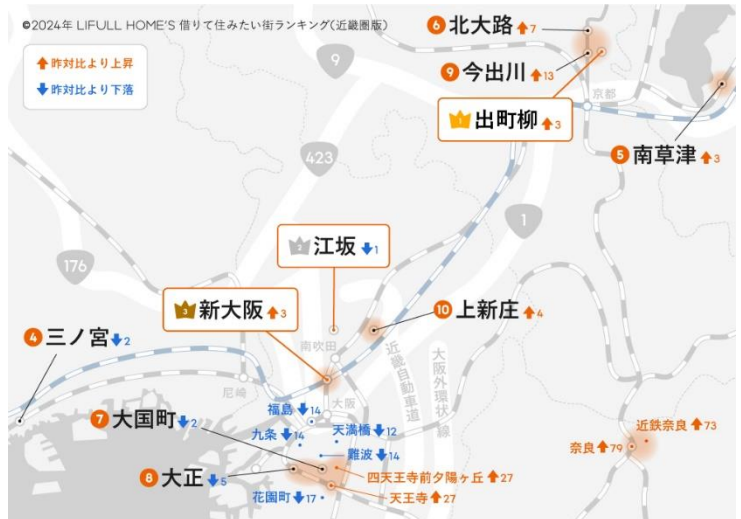 ©2024年 LIFULL HOME'S 借りて住みたい街ランキング(近畿圏版)
⬆昨対比より上昇
⬇昨対比より下落
6 北大路 ⬆7
9
9 今出川 ⬆13
京都
1 出町柳 ⬆3
5 南草津 ⬆3
423
1
176
2 江坂 ⬇1
3 新大阪 ⬆3
10 上新庄 ⬆4
南吹田
4 三ノ宮 ⬇2
尼崎
近畿自動車道
大阪外環状線
大阪
福島⬇14
7 大国町 ⬇2
天満橋⬇12
九条⬇14
難波⬇14
近鉄奈良⬆73
奈良⬆79
8 大正 ⬇5
四天王寺前夕陽ヶ丘⬆27
天王寺⬆27
花園町⬇17